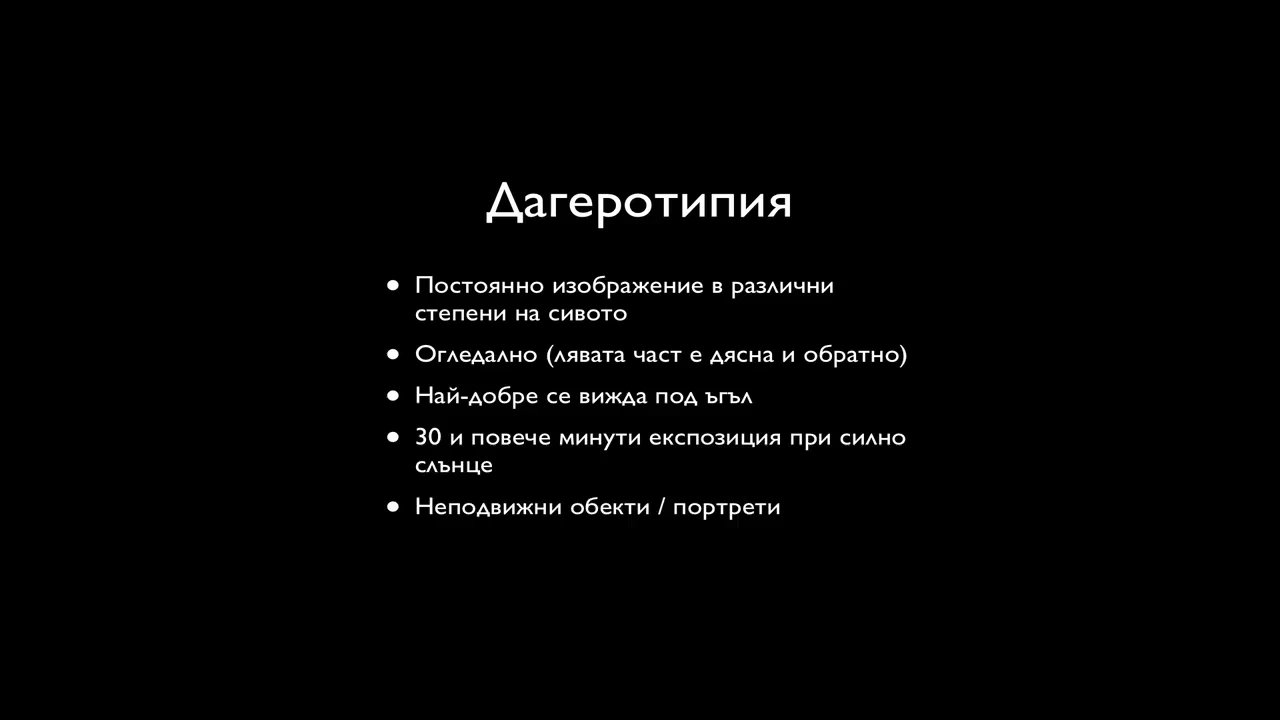 Дагеротипия
● Постоянно изображение в различни
степени на сивото
● Огледално (лявата част е дясна и обратно)
● Най-добре се вижда под ъгъл
● 30 и повече минути експозиция при силно
слънце
● Неподвижни обекти / портрети